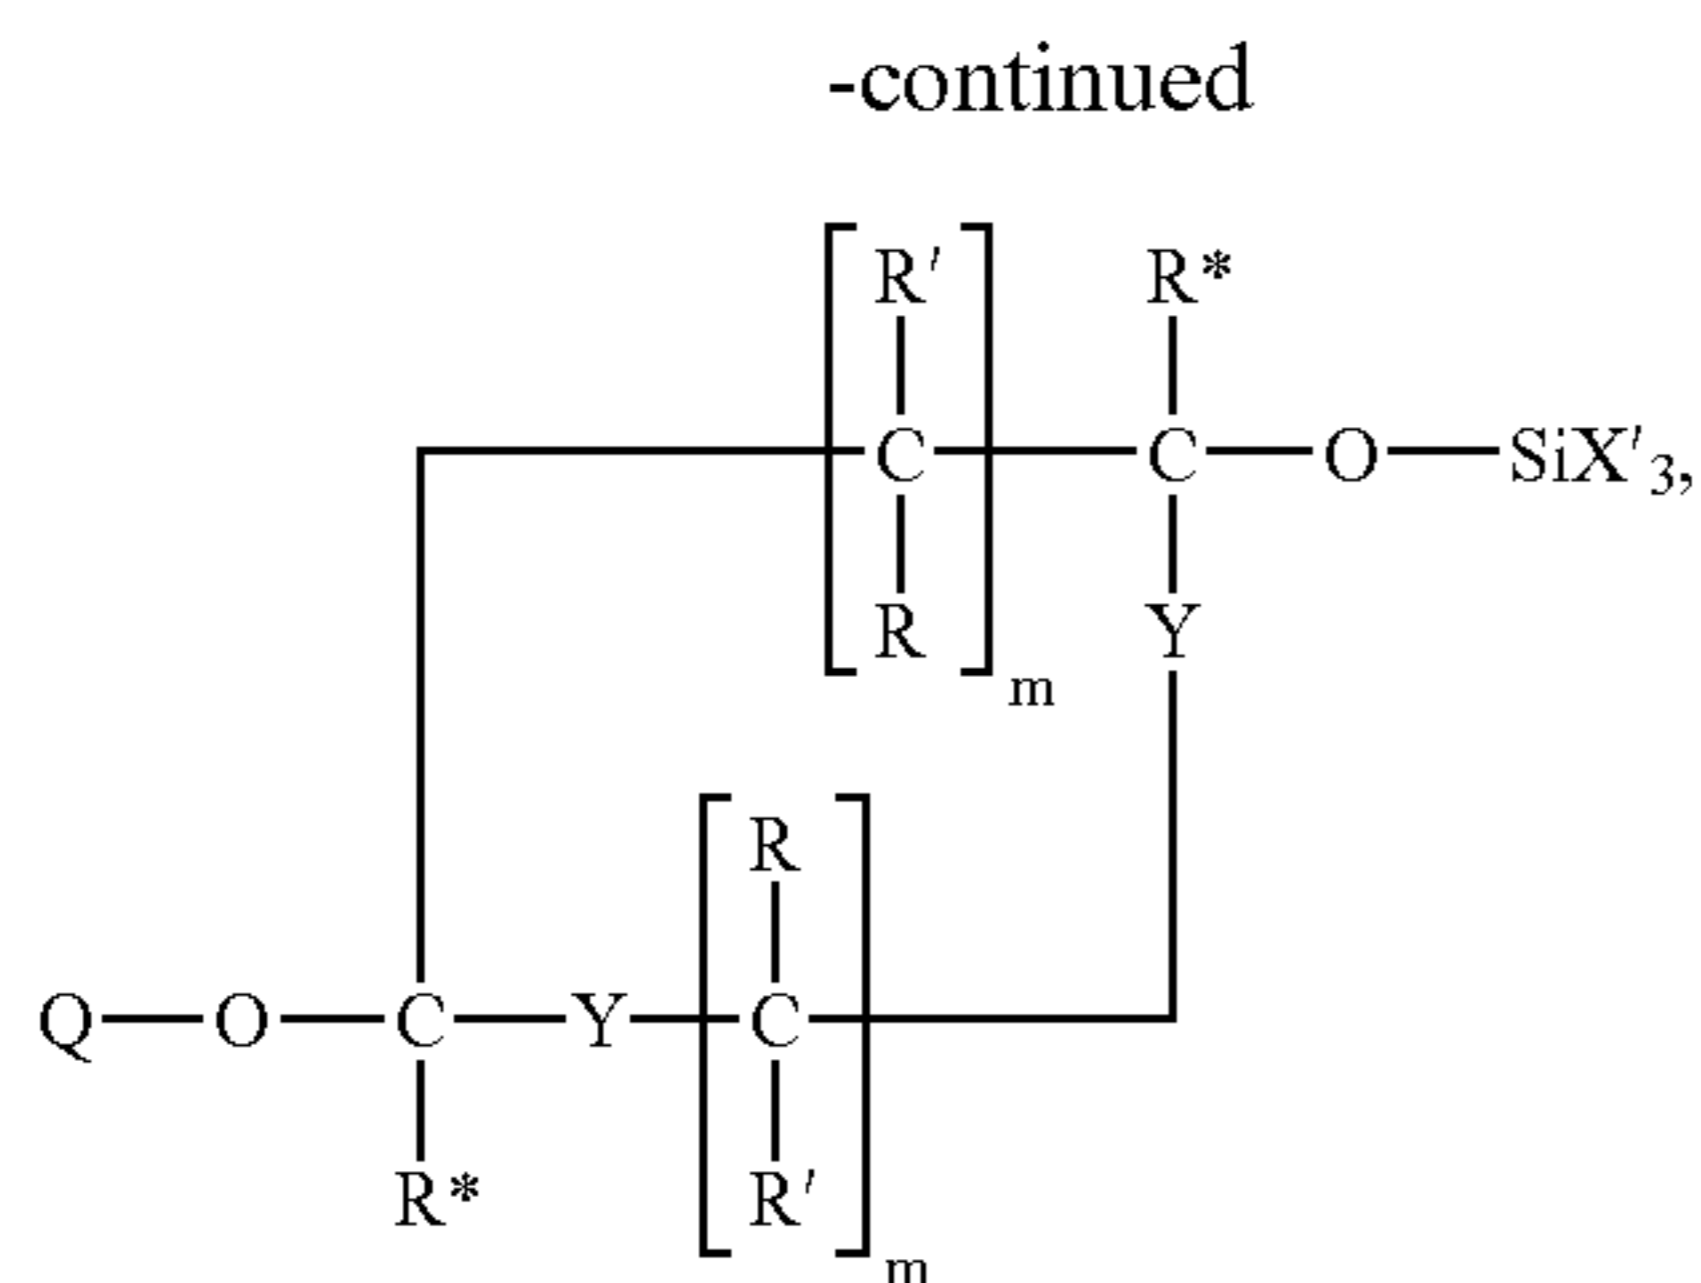 -continued
R' R*
C C O SiX'3,
R Y
m
R
Q O C Y C
R* R'
m